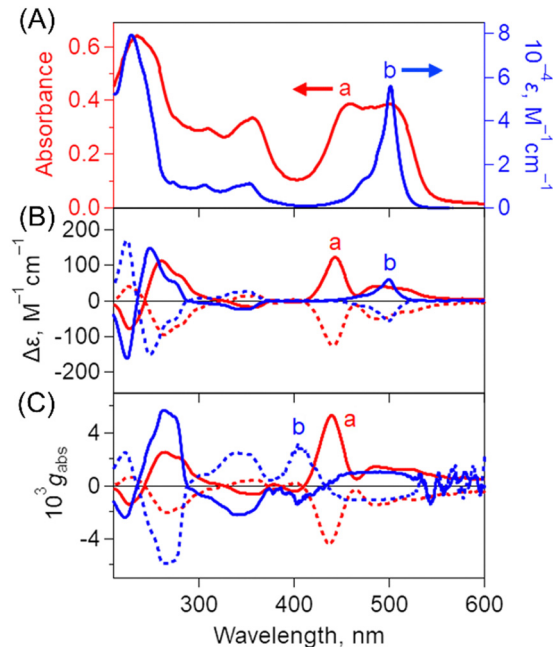 (A)
0.6
0.4
0.2
0.0
Absorbance
a
b
8
6
4
2
0
10⁻⁴ ε, M⁻¹ cm⁻¹
(B)
200
100
0
-100
-200
Δε, M⁻¹ cm⁻¹
a
b
(C)
4
0
-4
10³ g_abs
b
a
300
400
500
600
Wavelength, nm